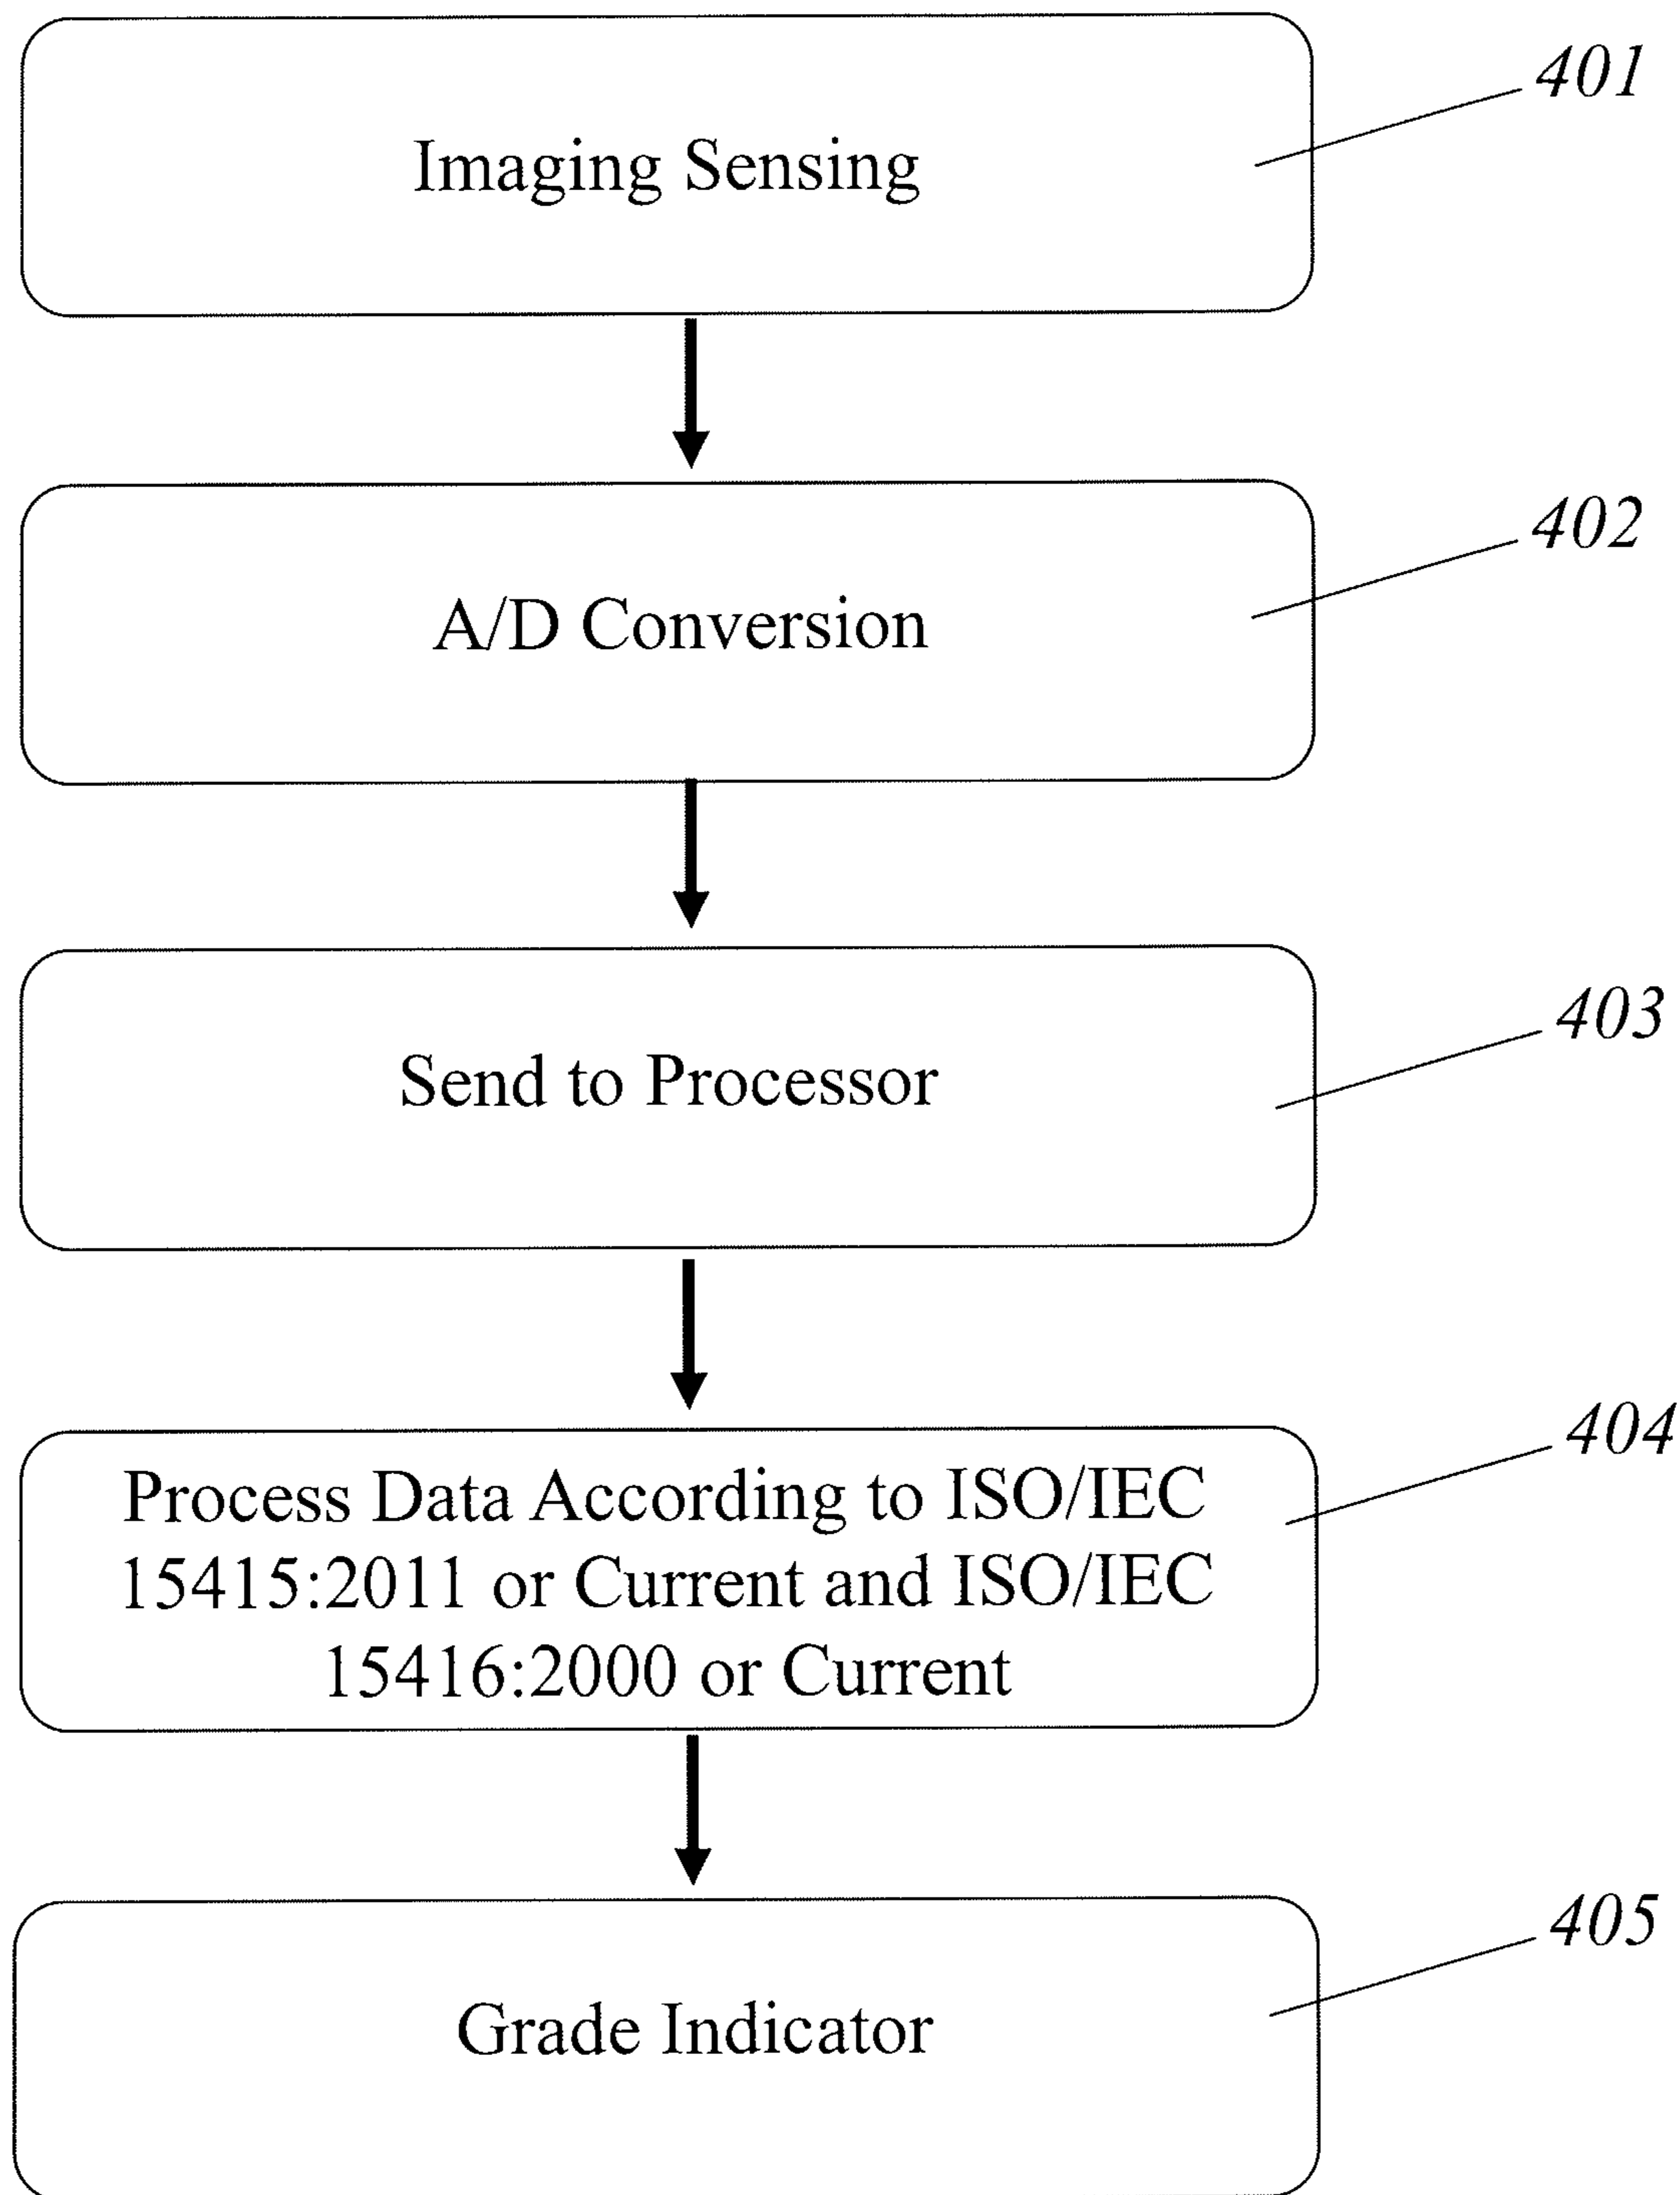 Imaging Sensing
401
A/D Conversion
402
Send to Processor
403
Process Data According to ISO/IEC
15415:2011 or Current and ISO/IEC
15416:2000 or Current
404
Grade Indicator
405